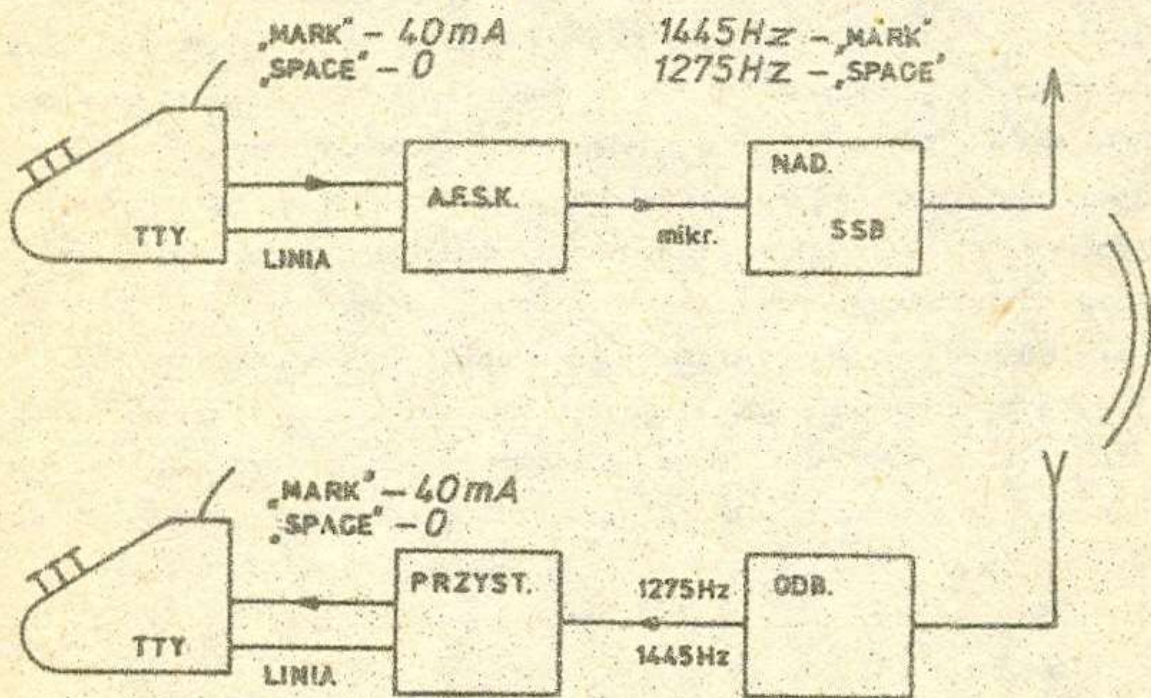 „MARK" – 40mA
„SPACE" – 0
1445Hz – „MARK"
1275Hz – „SPACE"
TTY
LINIA
A.F.S.K.
mikr.
NAD.
SSB
„MARK" – 40mA
„SPACE" – 0
TTY
LINIA
PRZYST.
1275Hz
1445Hz
ODB.